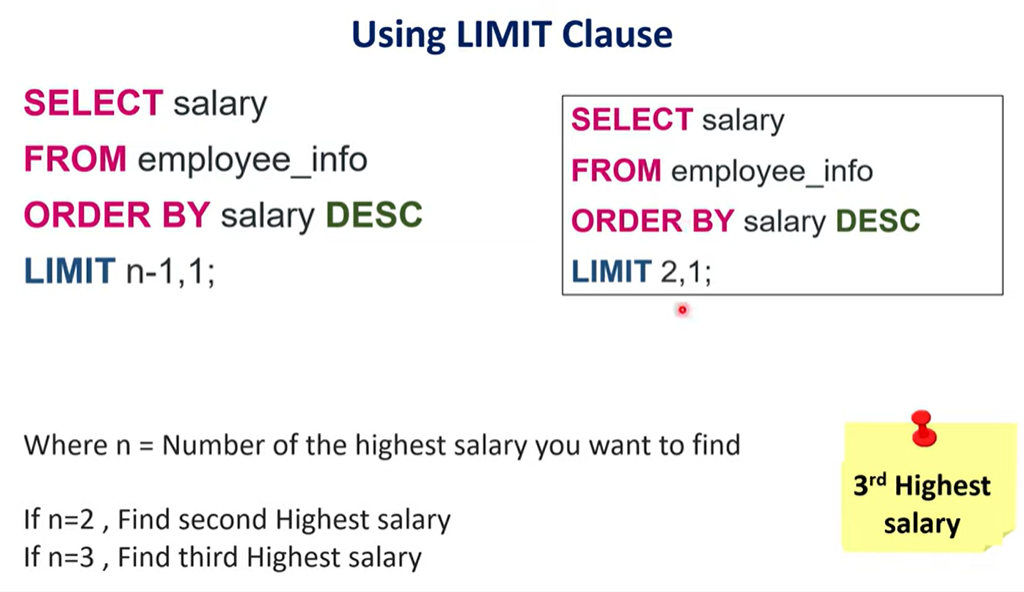 Using LIMIT Clause
SELECT salary
FROM employee_info
ORDER BY salary DESC
LIMIT n-1,1;
SELECT salary
FROM employee_info
ORDER BY salary DESC
LIMIT 2,1;
Where n = Number of the highest salary you want to find
If n=2 , Find second Highest salary
If n=3 , Find third Highest salary
3rd Highest
salary